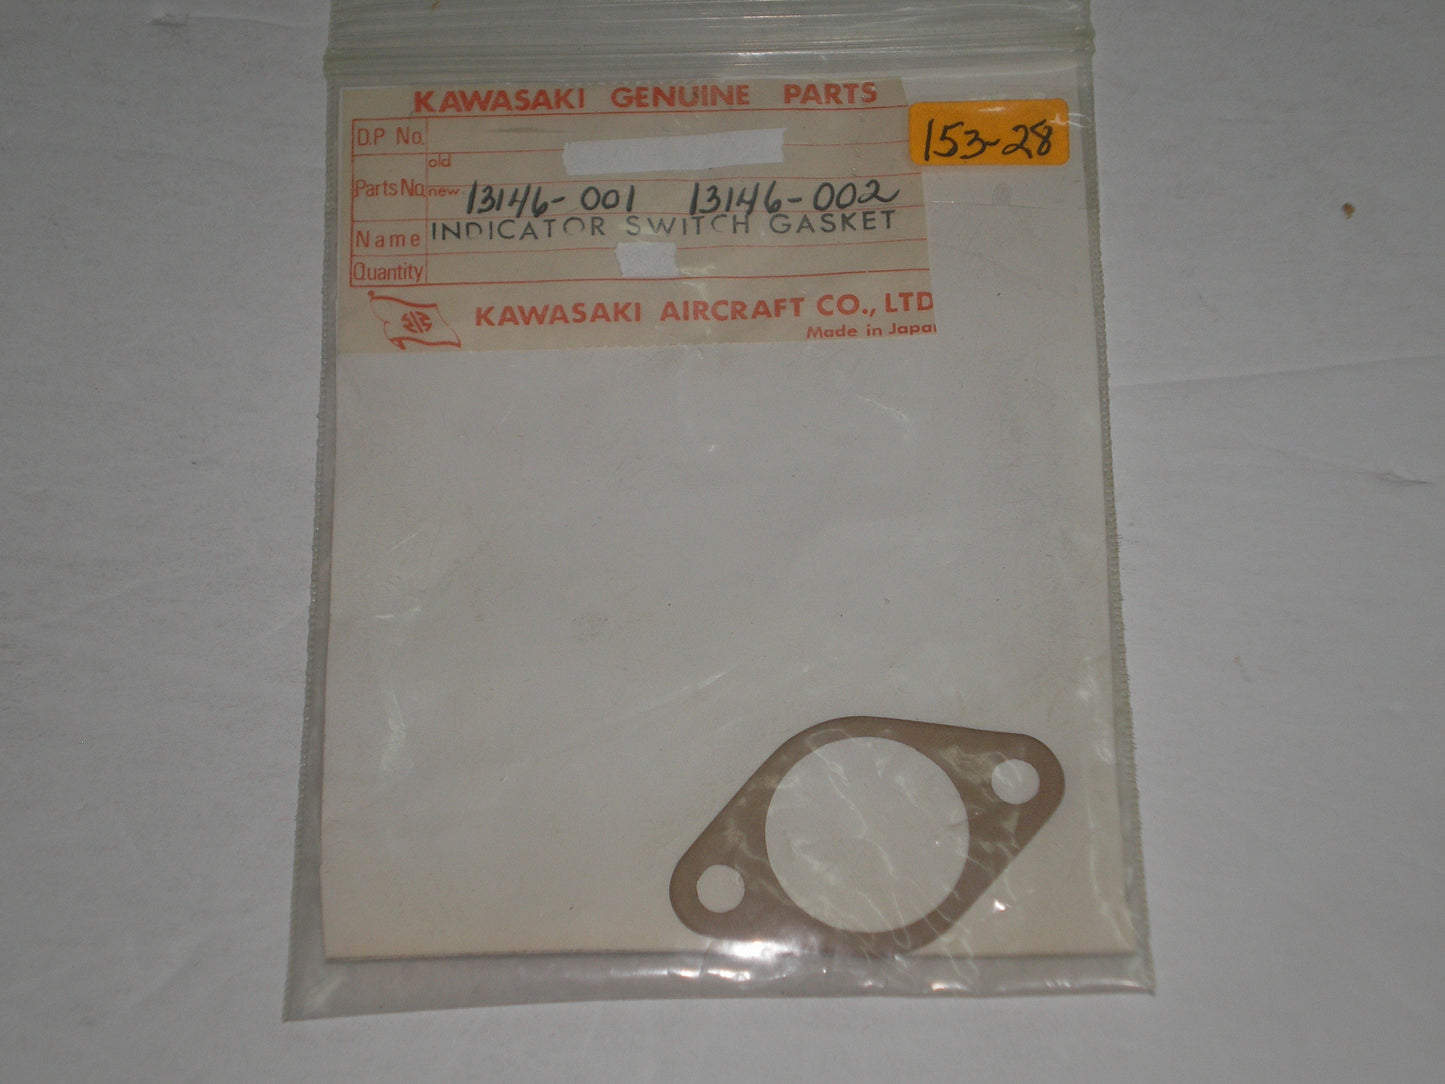 KAWASAKI GENUINE PARTS
153-28
D.P No.
old
Parts No. new 13146-001 13146-002
Name INDICATOR SWITCH GASKET
Quantity
KAWASAKI AIRCRAFT CO., LTD
Made in Japan